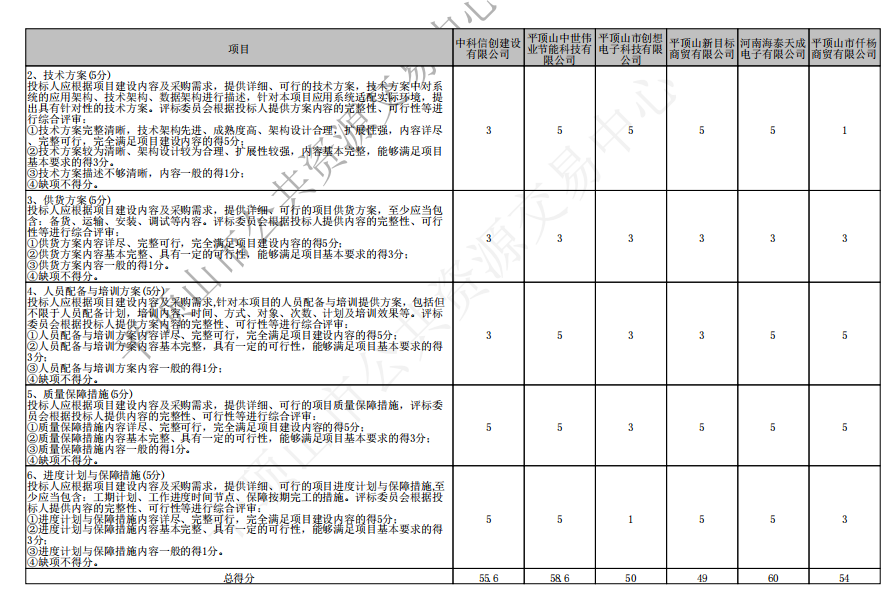 项目
中科信创建设
有限公司
平顶山中世伟
业节能科技有
限公司
平顶山市创想
电子科技有限
公司
平顶山新目标
商贸有限公司
河南海泰天成
电子有限公司
平顶山市仟杨
商贸有限公司
2、技术方案(5分)
投标人应根据项目建设内容及采购需求，提供详细、可行的技术方案，技术方案中对系
统的应用架构、技术架构、数据架构进行描述，针对本项目应用系统适配实际环境，提
出具有针对性的技术方案。评标委员会根据投标人提供方案内容的完整性、可行性等进
行综合评审：
①技术方案完整清晰，技术架构先进、成熟度高、架构设计合理，扩展性强，内容详尽
、完整可行，完全满足项目建设内容的得5分；
②技术方案较为清晰、架构设计较为合理、扩展性较强，内容基本完整，能够满足项目
基本要求的得3分。
③技术方案描述不够清晰，内容一般的得1分；
④缺项不得分。
3 5 5 5 5 1
3、供货方案(5分)
投标人应根据项目建设内容及采购需求，提供详细、可行的项目供货方案，至少应当包
含：备货、运输、安装、调试等内容。评标委员会根据投标人提供内容的完整性、可行
性等进行综合评审：
①供货方案内容详尽、完整可行，完全满足项目建设内容的得5分；
②供货方案内容基本完整、具有一定的可行性，能够满足项目基本要求的得3分；
③供货方案内容一般的得1分。
④缺项不得分。
3 3 3 3 3 3
4、人员配备与培训方案(5分)
投标人应根据项目建设内容及采购需求,针对本项目的人员配备与培训提供方案，包括但
不限于人员配备计划，培训内容、时间、方式、对象、次数、计划及培训效果等。评标
委员会根据投标人提供方案内容的完整性、可行性等进行综合评审：
①人员配备与培训方案内容详尽、完整可行，完全满足项目建设内容的得5分；
②人员配备与培训方案内容基本完整，具有一定的可行性，能够满足项目基本要求的得
3分；
③人员配备与培训方案内容一般的得1分；
④缺项不得分。
3 5 3 3 5 5
5、质量保障措施(5分)
投标人应根据项目建设内容及采购需求，提供详细、可行的项目质量保障措施，评标委
员会根据投标人提供内容的完整性、可行性等进行综合评审：
①质量保障措施内容详尽、完整可行，完全满足项目建设内容的得5分；
②质量保障措施内容基本完整、具有一定的可行性，能够满足项目基本要求的得3分；
③质量保障措施内容一般的得1分。
④缺项不得分。
5 5 3 5 5 5
6、进度计划与保障措施(5分)
投标人应根据项目建设内容及采购需求，提供详细、可行的项目进度计划与保障措施,至
少应当包含：工期计划、工作进度时间节点、保障按期完工的措施。评标委员会根据投
标人提供内容的完整性、可行性等进行综合评审：
①进度计划与保障措施内容详尽、完整可行，完全满足项目建设内容的得5分；
②进度计划与保障措施内容基本完整、具有一定的可行性，能够满足项目基本要求的得
3分；
③进度计划与保障措施内容一般的得1分。
④缺项不得分。
5 5 1 5 5 3
总得分 55.6 58.6 50 49 60 54
平顶山市公共资源交易中心
顶山市公共资源交易中心